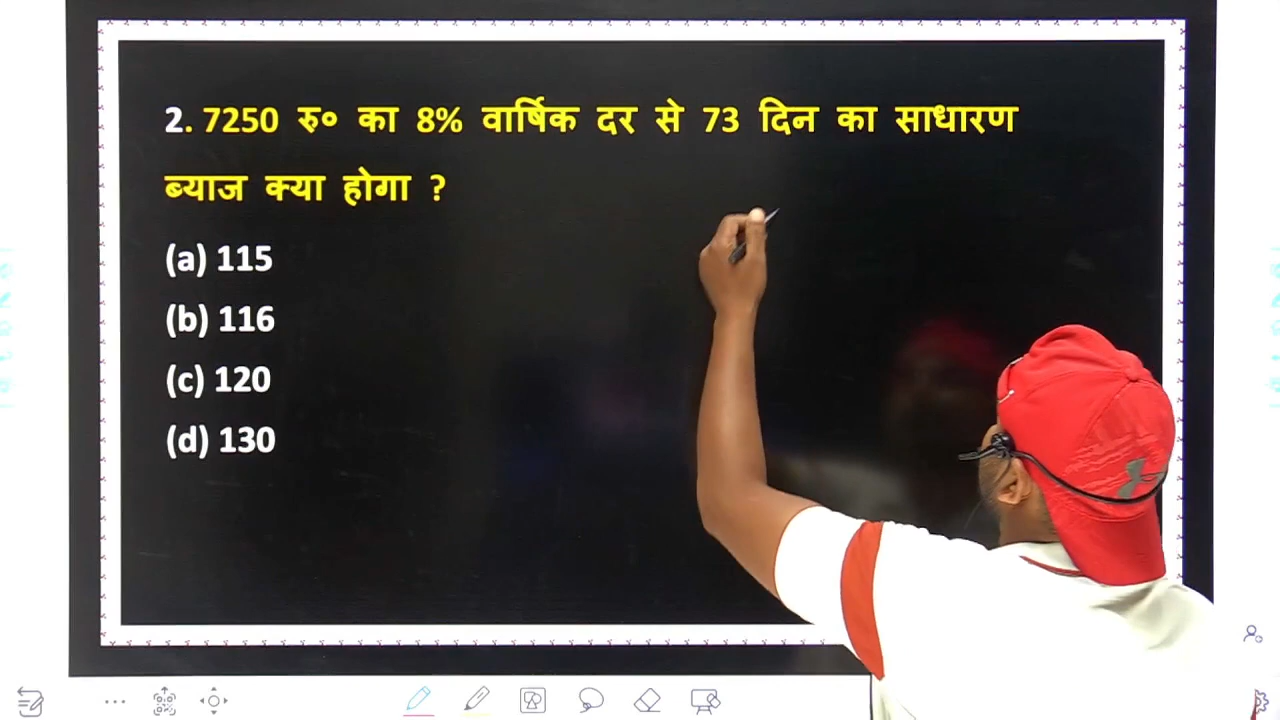 2. 7250 रु० का 8% वार्षिक दर से 73 दिन का साधारण
ब्याज क्या होगा ?
(a) 115
(b) 116
(c) 120
(d) 130